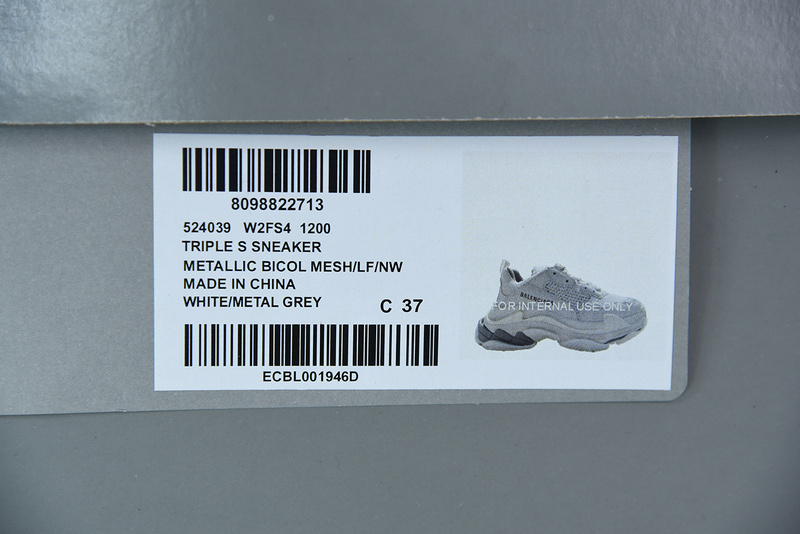 8098822713
524039 W2FS4 1200
TRIPLE S SNEAKER
METALLIC BICOL MESH/LF/NW
MADE IN CHINA
WHITE/METAL GREY
C 37
ECBL001946D
BALENCIAGA
FOR INTERNAL USE ONLY